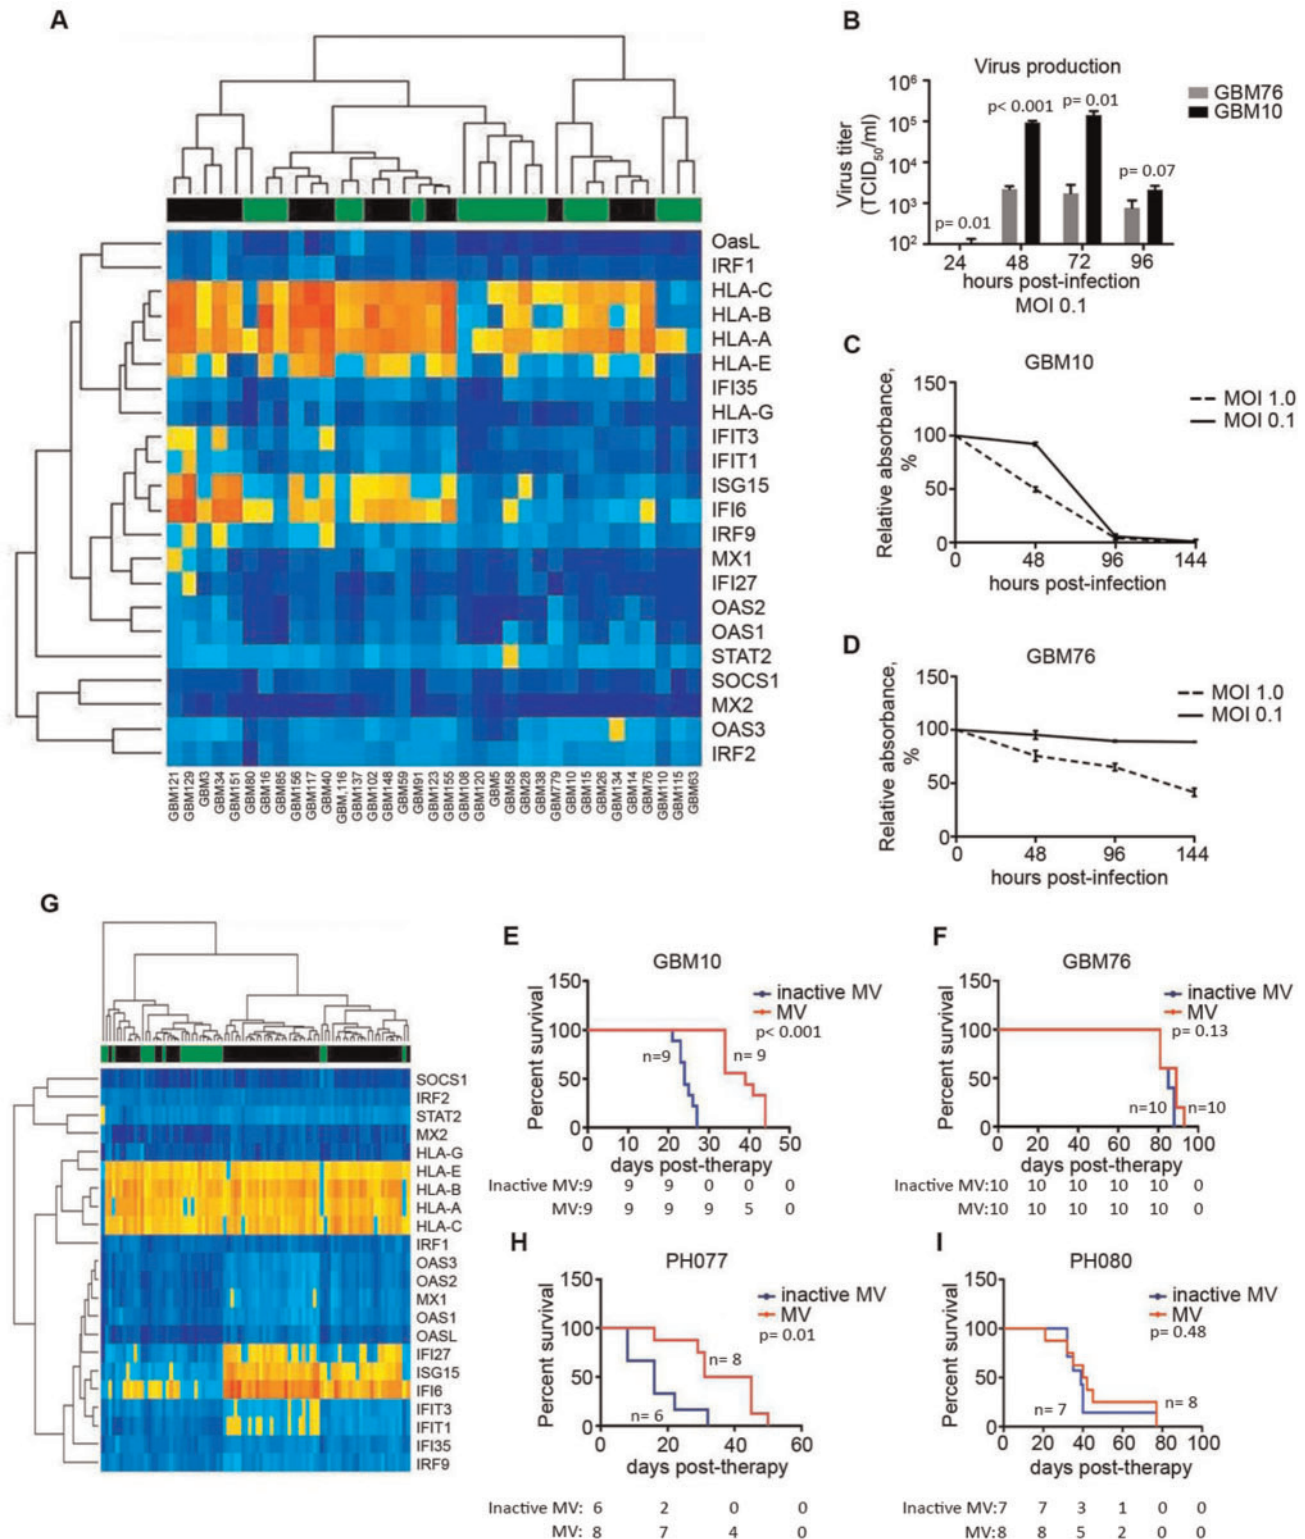 A
OasL
IRF1
HLA-C
HLA-B
HLA-A
HLA-E
IFI35
HLA-G
IFIT3
IFIT1
ISG15
IFI6
IRF9
MX1
IFI27
OAS2
OAS1
STAT2
SOCS1
MX2
OAS3
IRF2
GBM121
GBM129
GBM3
GBM34
GBM151
GBM80
GBM16
GBM85
GBM156
GBM117
GBM40
GBM,116
GBM137
GBM102
GBM148
GBM59
GBM91
GBM123
GBM155
GBM108
GBM120
GBM5
GBM58
GBM28
GBM38
GBM779
GBM10
GBM15
GBM26
GBM134
GBM14
GBM76
GBM110
GBM115
GBM63
B
Virus production
GBM76
GBM10
Virus titer
(TCID50/ml)
10⁶
10⁵
10⁴
10³
10²
p= 0.01
p< 0.001
p= 0.01
p= 0.07
24 48 72 96
hours post-infection
MOI 0.1
C
GBM10
MOI 1.0
MOI 0.1
Relative absorbance,
%
150
100
50
0
0 48 96 144
hours post-infection
D
GBM76
MOI 1.0
MOI 0.1
Relative absorbance,
%
150
100
50
0
0 48 96 144
hours post-infection
G
SOCS1
IRF2
STAT2
MX2
HLA-G
HLA-E
HLA-B
HLA-A
HLA-C
IRF1
OAS3
OAS2
MX1
OAS1
OASL
IFI27
ISG15
IFI6
IFIT3
IFIT1
IFI35
IRF9
E
GBM10
inactive MV
MV
p< 0.001
n=9
n= 9
Percent survival
150
100
50
0
0 10 20 30 40 50
days post-therapy
Inactive MV:9 9 9 0 0 0
MV:9 9 9 9 5 0
F
GBM76
inactive MV
MV
p= 0.13
n=10
n=10
Percent survival
150
100
50
0
0 20 40 60 80 100
days post-therapy
Inactive MV:10 10 10 10 10 0
MV:10 10 10 10 10 0
H
PH077
inactive MV
MV
p= 0.01
n= 8
n= 6
Percent survival
150
100
50
0
0 20 40 60
days post-therapy
Inactive MV: 6 2 0 0
MV: 8 7 4 0
I
PH080
inactive MV
MV
p= 0.48
n= 7
n= 8
Percent survival
150
100
50
0
0 20 40 60 80 100
days post-therapy
Inactive MV:7 7 3 1 0 0
MV: 8 8 5 2 0 0